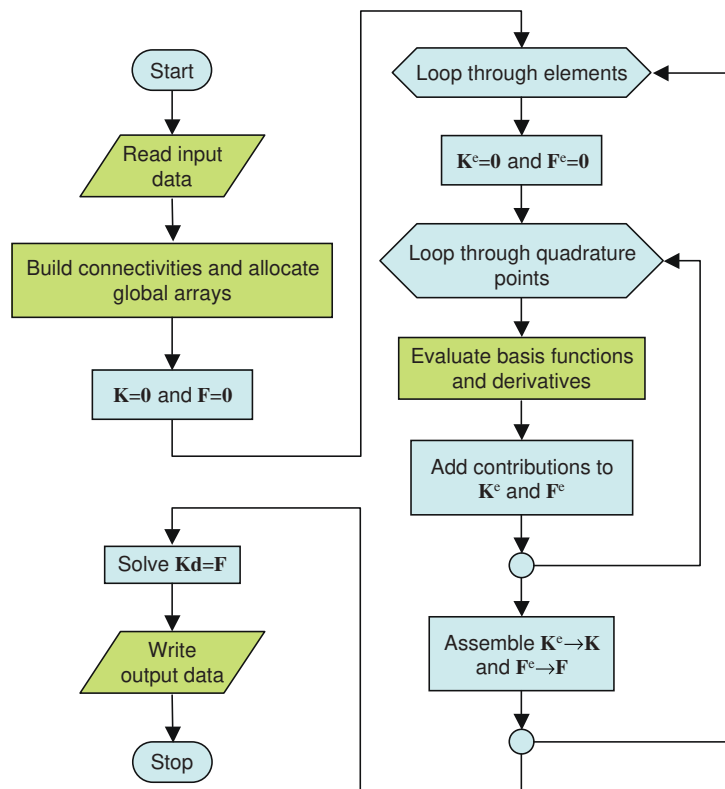 Start
Read input
data
Build connectivities and allocate
global arrays
K=0 and F=0
Loop through elements
Kᵉ=0 and Fᵉ=0
Loop through quadrature
points
Evaluate basis functions
and derivatives
Add contributions to
Kᵉ and Fᵉ
Assemble Kᵉ→K
and Fᵉ→F
Solve Kd=F
Write
output data
Stop